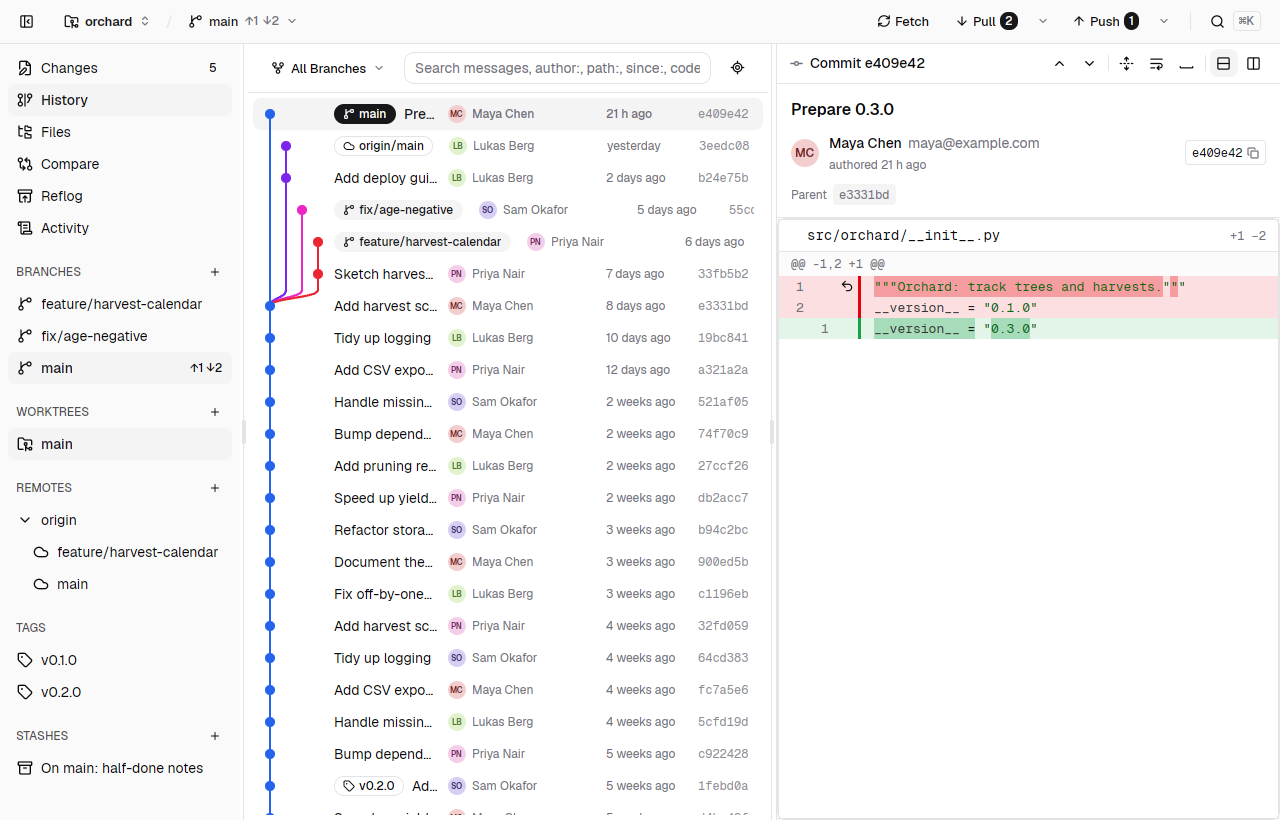 orchard
main ↑1 ↓2
Fetch
Pull 2
Push 1
⌘K
Changes 5
History
Files
Compare
Reflog
Activity
BRANCHES
feature/harvest-calendar
fix/age-negative
main ↑1 ↓2
WORKTREES
main
REMOTES
origin
feature/harvest-calendar
main
TAGS
v0.1.0
v0.2.0
STASHES
On main: half-done notes
All Branches
Search messages, author:, path:, since:, code
main Pre… MC Maya Chen 21 h ago e409e42
origin/main LB Lukas Berg yesterday 3eedc08
Add deploy gui… LB Lukas Berg 2 days ago b24e75b
fix/age-negative SO Sam Okafor 5 days ago 55cc
feature/harvest-calendar PN Priya Nair 6 days ago
Sketch harves… PN Priya Nair 7 days ago 33fb5b2
Add harvest sc… MC Maya Chen 8 days ago e3331bd
Tidy up logging LB Lukas Berg 10 days ago 19bc841
Add CSV expo… PN Priya Nair 12 days ago a321a2a
Handle missin… SO Sam Okafor 2 weeks ago 521af05
Bump depend… MC Maya Chen 2 weeks ago 74f70c9
Add pruning re… LB Lukas Berg 2 weeks ago 27ccf26
Speed up yield… PN Priya Nair 2 weeks ago db2acc7
Refactor stora… SO Sam Okafor 3 weeks ago b94c2bc
Document the… MC Maya Chen 3 weeks ago 900ed5b
Fix off-by-one… LB Lukas Berg 3 weeks ago c1196eb
Add harvest sc… PN Priya Nair 4 weeks ago 32fd059
Tidy up logging SO Sam Okafor 4 weeks ago 64cd383
Add CSV expo… MC Maya Chen 4 weeks ago fc7a5e6
Handle missin… LB Lukas Berg 4 weeks ago 5cfd19d
Bump depend… PN Priya Nair 5 weeks ago c922428
v0.2.0 Ad… SO Sam Okafor 5 weeks ago 1febd0a
Commit e409e42
Prepare 0.3.0
MC Maya Chen maya@example.com
authored 21 h ago
e409e42
Parent e3331bd
src/orchard/__init__.py +1 −2
@@ -1,2 +1 @@
1 """Orchard: track trees and harvests."""
2 __version__ = "0.1.0"
1 __version__ = "0.3.0"